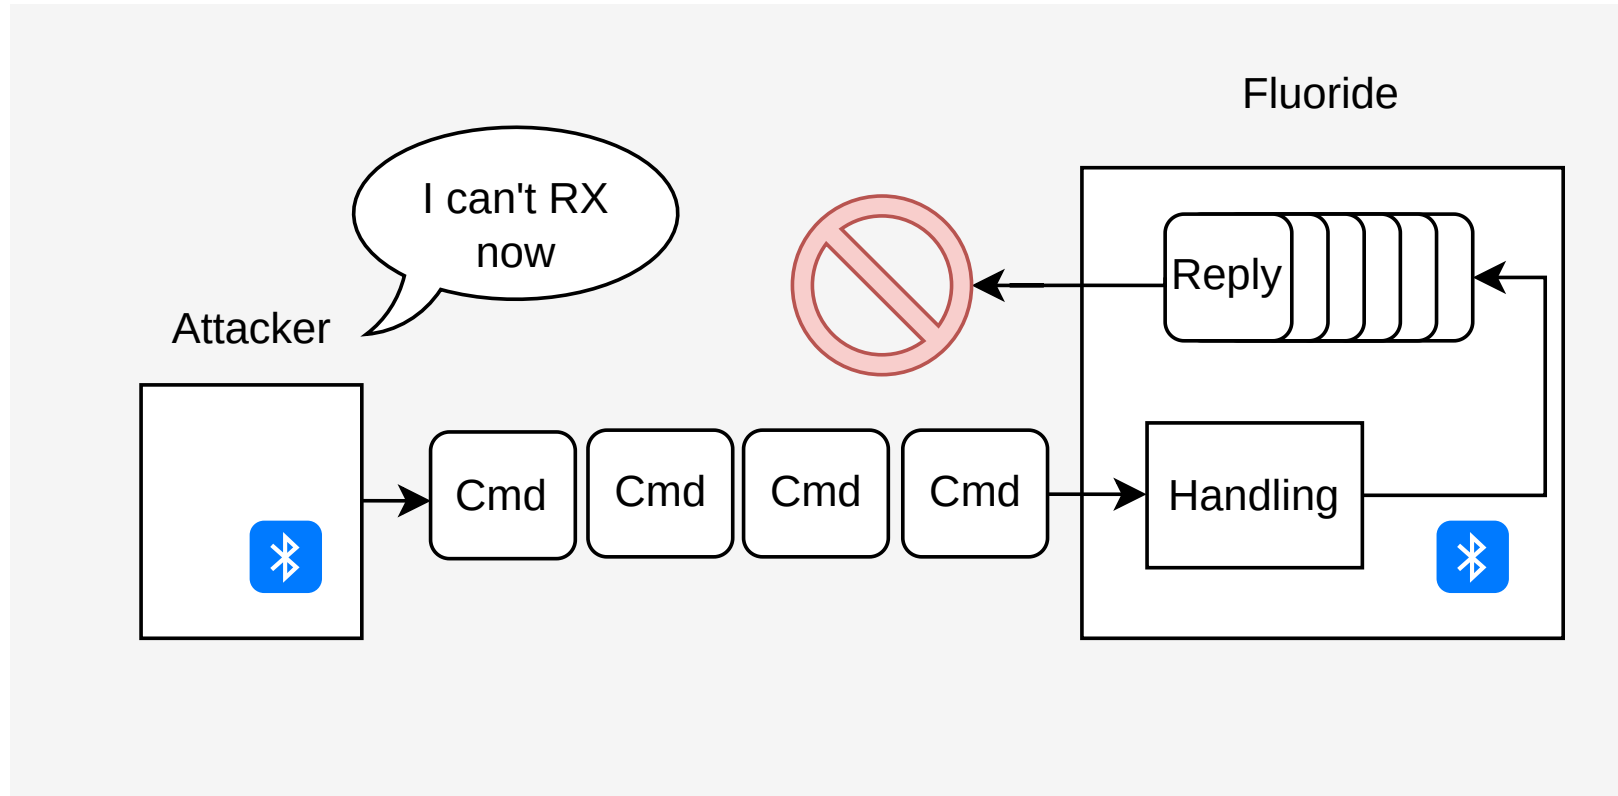 Fluoride
I can't RX
now
Attacker
Reply
Cmd
Cmd
Cmd
Cmd
Handling